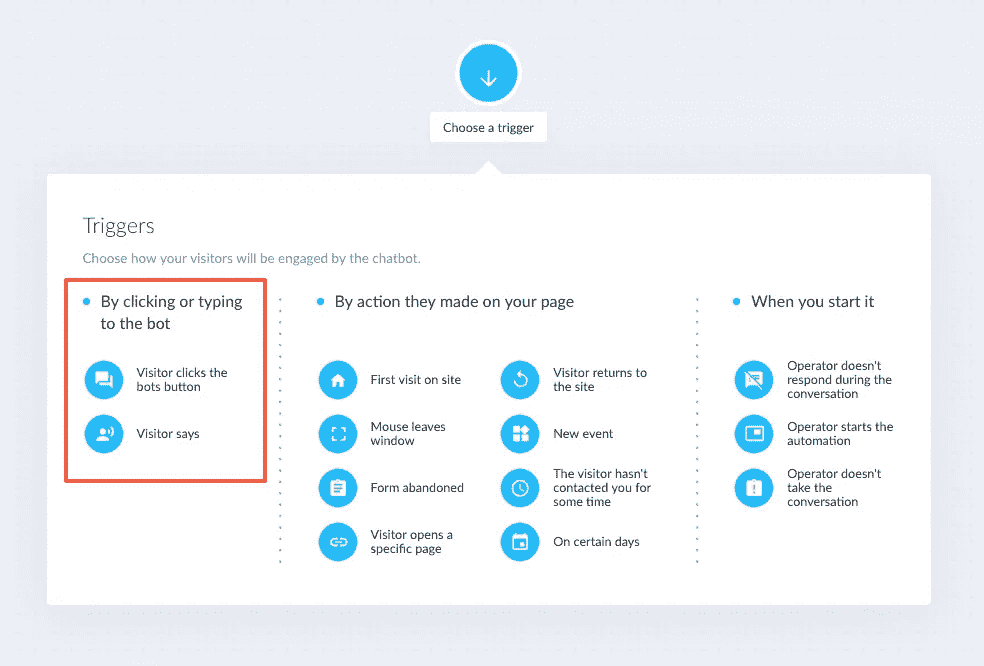 Choose a trigger
Triggers
Choose how your visitors will be engaged by the chatbot.
By clicking or typing
to the bot
Visitor clicks the
bots button
Visitor says
By action they made on your page
First visit on site
Mouse leaves
window
Form abandoned
Visitor opens a
specific page
Visitor returns to
the site
New event
The visitor hasn't
contacted you for
some time
On certain days
When you start it
Operator doesn't
respond during the
conversation
Operator starts the
automation
Operator doesn't
take the
conversation